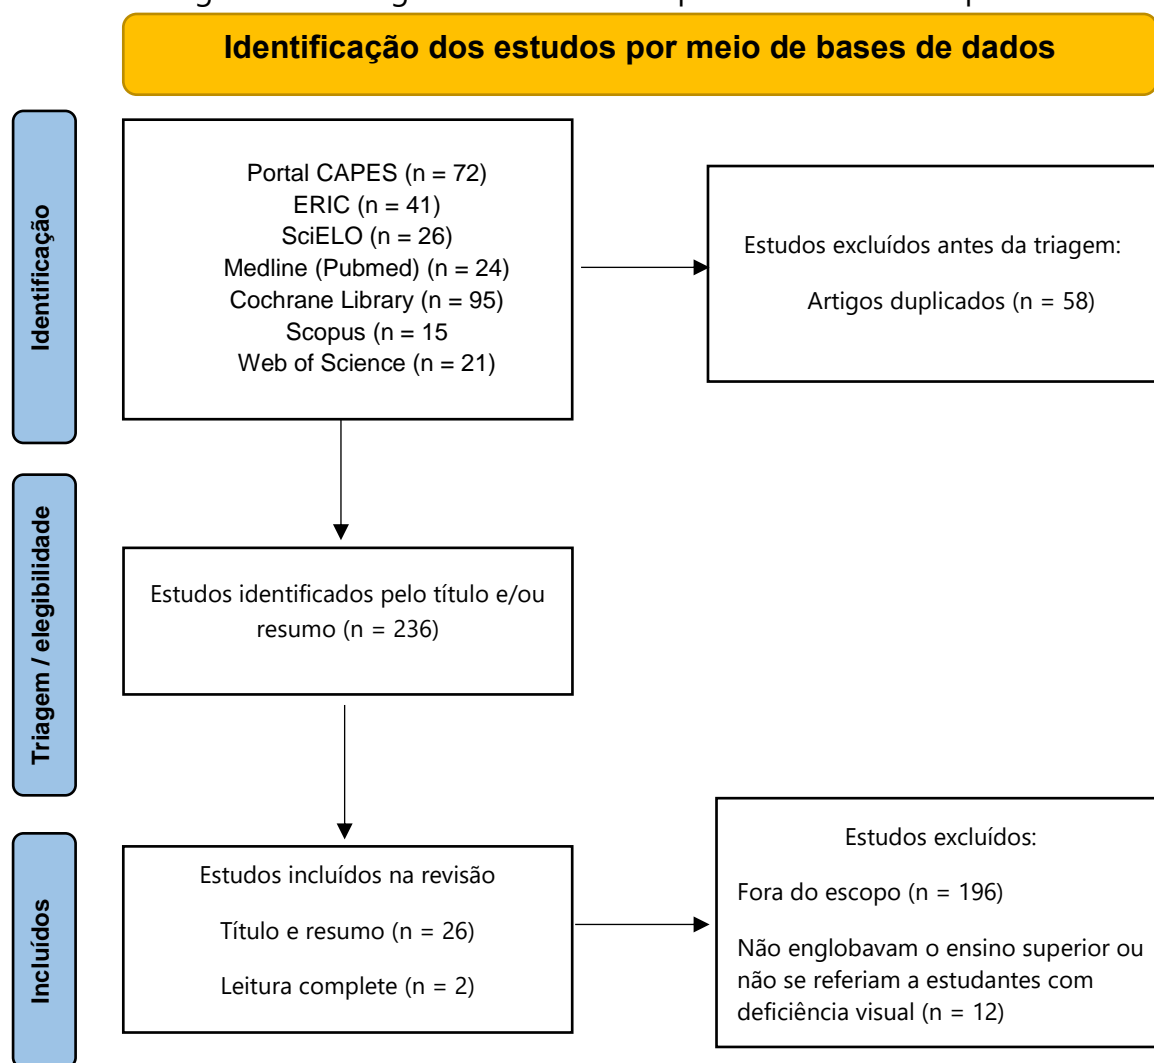 Identificação dos estudos por meio de bases de dados
Identificação
Portal CAPES (n = 72)
ERIC (n = 41)
SciELO (n = 26)
Medline (Pubmed) (n = 24)
Cochrane Library (n = 95)
Scopus (n = 15
Web of Science (n = 21)
Estudos excluídos antes da triagem:
Artigos duplicados (n = 58)
Triagem / elegibilidade
Estudos identificados pelo título e/ou
resumo (n = 236)
Incluídos
Estudos incluídos na revisão
Título e resumo (n = 26)
Leitura complete (n = 2)
Estudos excluídos:
Fora do escopo (n = 196)
Não englobavam o ensino superior ou
não se referiam a estudantes com
deficiência visual (n = 12)